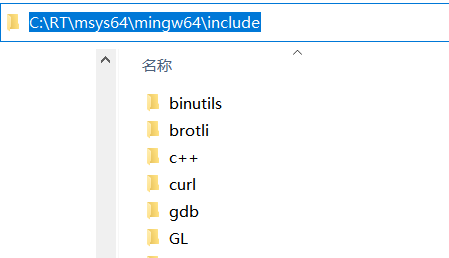 C:\RT\msys64\mingw64\include
名称
binutils
brotli
c++
curl
gdb
GL